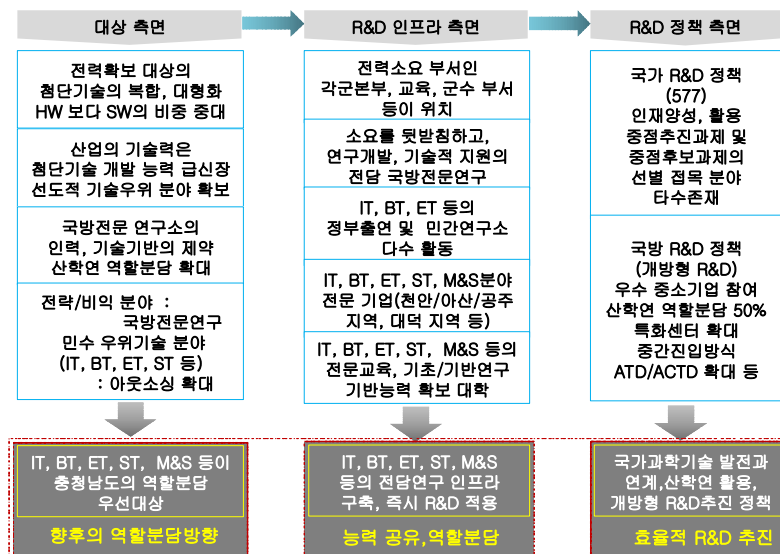 대상 측면
전력확보 대상의
첨단기술의 복합, 대형화
HW 보다 SW의 비중 증대
산업의 기술력은
첨단기술 개발 능력 급신장
선도적 기술우위 분야 확보
국방전문 연구소의
인력, 기술기반의 제약
산학연 역할분담 확대
전략/비익 분야 :
국방전문연구
민수 우위기술 분야
(IT, BT, ET, ST 등)
: 아웃소싱 확대
IT, BT, ET, ST, M&S 등이
충청남도의 역할분담
우선대상
향후의 역할분담방향
R&D 인프라 측면
전력소요 부서인
각군본부, 교육, 군수 부서
등이 위치
소요를 뒷받침하고,
연구개발, 기술적 지원의
전담 국방전문연구
IT, BT, ET 등의
정부출연 및 민간연구소
다수 활동
IT, BT, ET, ST, M&S분야
전문 기업(천안/아산/공주
지역, 대덕 지역 등)
IT, BT, ET, ST, M&S 등의
전문교육, 기초/기반연구
기반능력 확보 대학
IT, BT, ET, ST, M&S
등의 전담연구 인프라
구축, 즉시 R&D 적용
능력 공유,역할분담
R&D 정책 측면
국가 R&D 정책
(577)
인재양성, 활용
중점추진과제 및
중점후보과제의
선별 접목 분야
타수존재
국방 R&D 정책
(개방형 R&D)
우수 중소기업 참여
산학연 역할분담 50%
특화센터 확대
중간진입방식
ATD/ACTD 확대 등
국가과학기술 발전과
연계,산학연 활용,
개방형 R&D추진 정책
효율적 R&D 추진